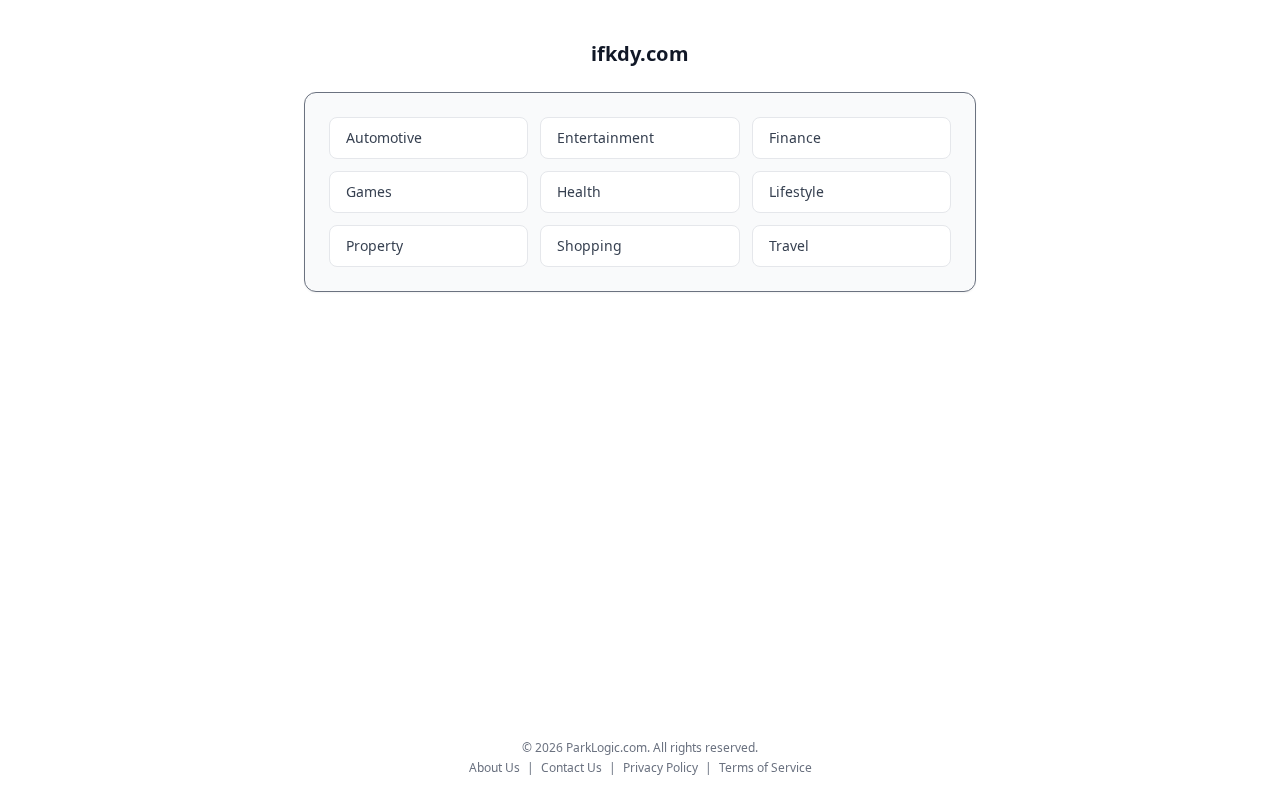 ifkdy.com
Automotive Entertainment Finance
Games Health Lifestyle
Property Shopping Travel
© 2026 ParkLogic.com. All rights reserved.
About Us | Contact Us | Privacy Policy | Terms of Service